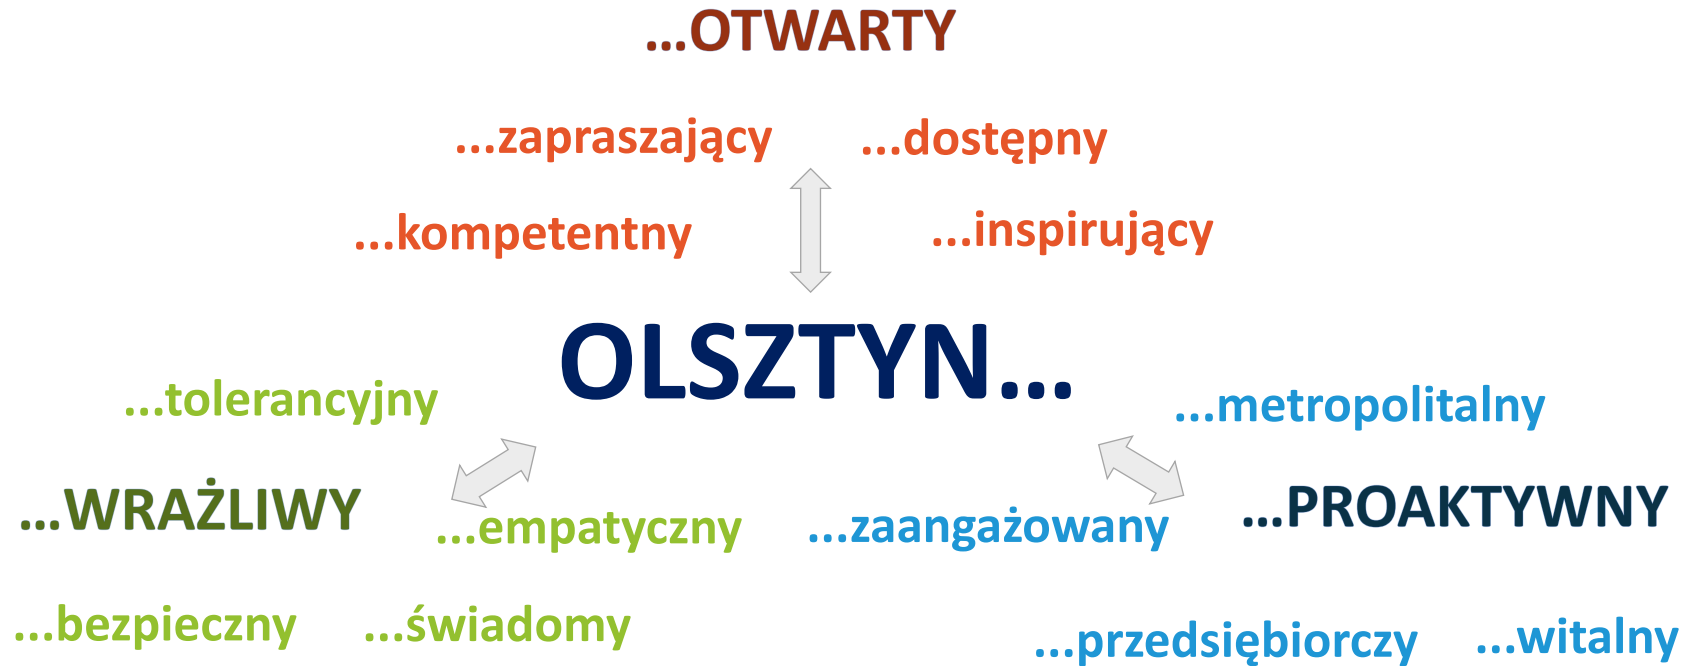 ...OTWARTY
...zapraszający ...dostępny
...kompetentny ...inspirujący
OLSZTYN...
...tolerancyjny ...metropolitalny
...WRAŻLIWY ...PROAKTYWNY
...empatyczny ...zaangażowany
...bezpieczny ...świadomy ...przedsiębiorczy ...witalny